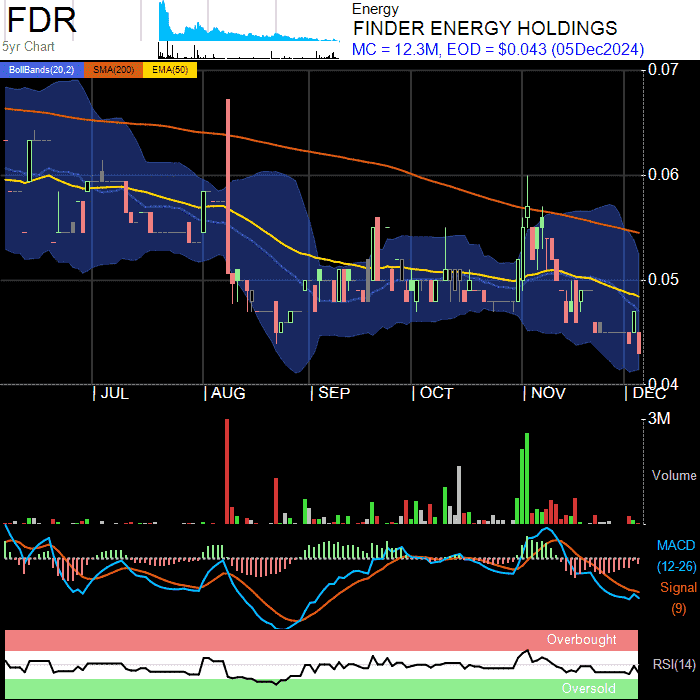 FDR
5yr Chart
Energy
FINDER ENERGY HOLDINGS
MC = 12.3M, EOD = $0.043 (05Dec2024)
BollBands(20,2) SMA(200) EMA(50)
0.07
0.06
0.05
0.04
JUL AUG SEP OCT NOV DEC
3M
Volume
MACD
(12-26)
Signal
(9)
Overbought
RSI(14)
Oversold